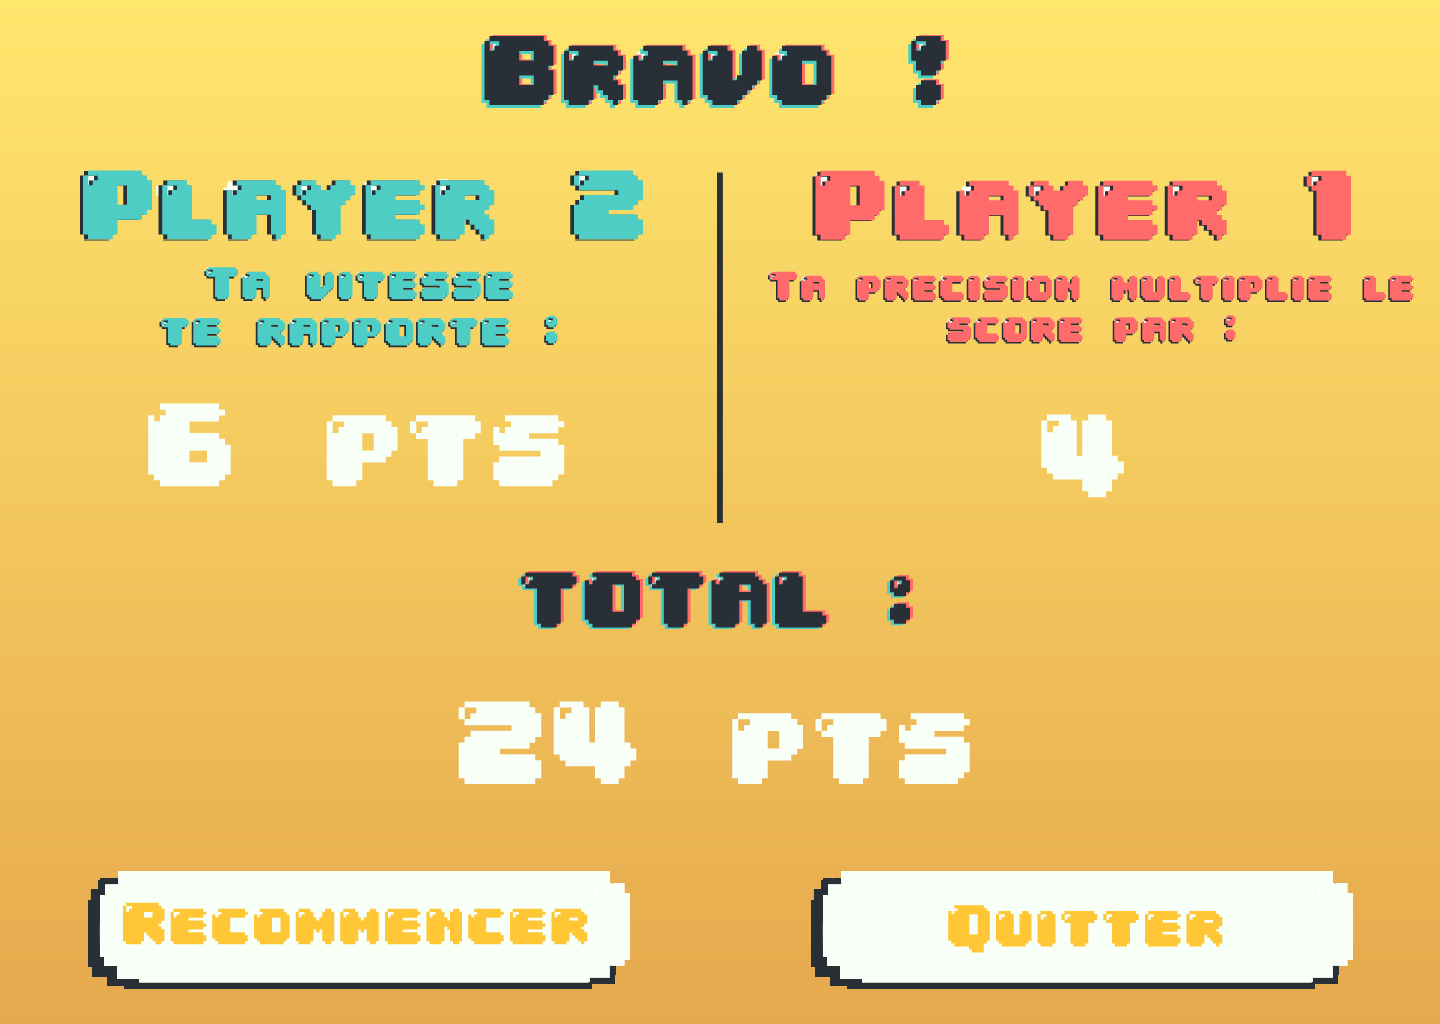 Bravo !
Player 2
Ta vitesse
te rapporte :
6 pts
Player 1
Ta precision multiplie le
score par :
4
TOTAL :
24 pts
Recommencer
Quitter